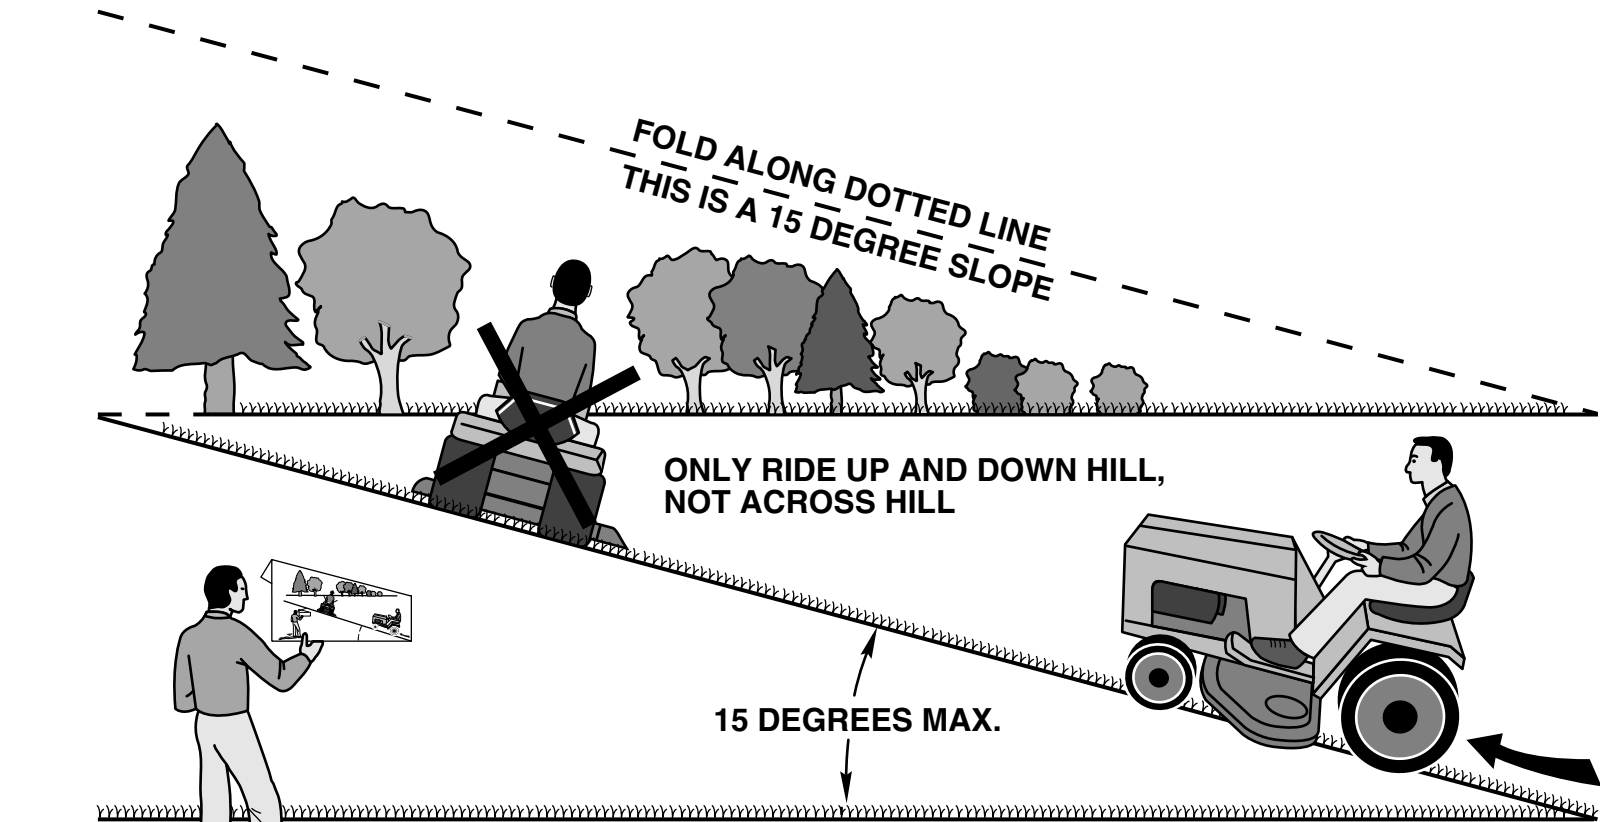 FOLD ALONG DOTTED LINE
THIS IS A 15 DEGREE SLOPE
ONLY RIDE UP AND DOWN HILL,
NOT ACROSS HILL
15 DEGREES MAX.